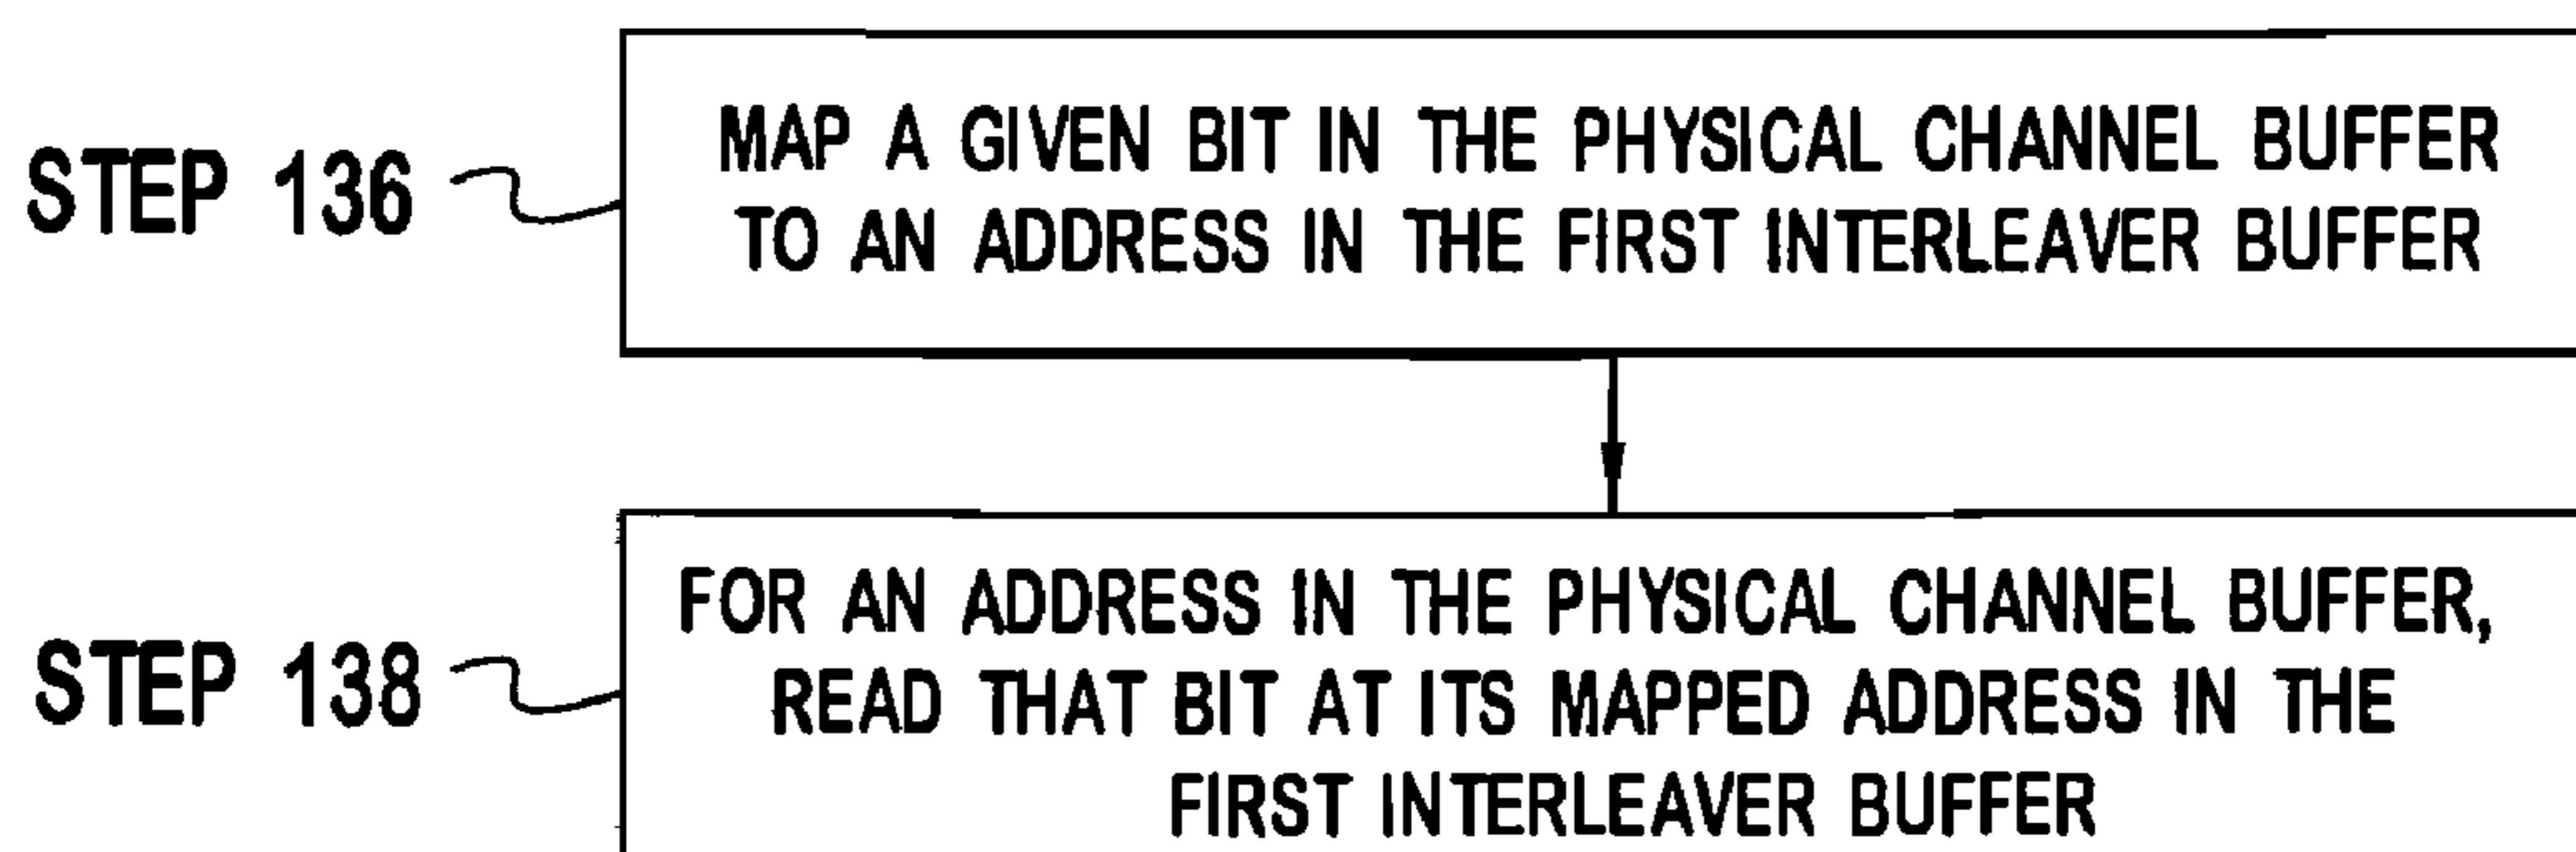 STEP 136
MAP A GIVEN BIT IN THE PHYSICAL CHANNEL BUFFER
TO AN ADDRESS IN THE FIRST INTERLEAVER BUFFER
STEP 138
FOR AN ADDRESS IN THE PHYSICAL CHANNEL BUFFER,
READ THAT BIT AT ITS MAPPED ADDRESS IN THE
FIRST INTERLEAVER BUFFER